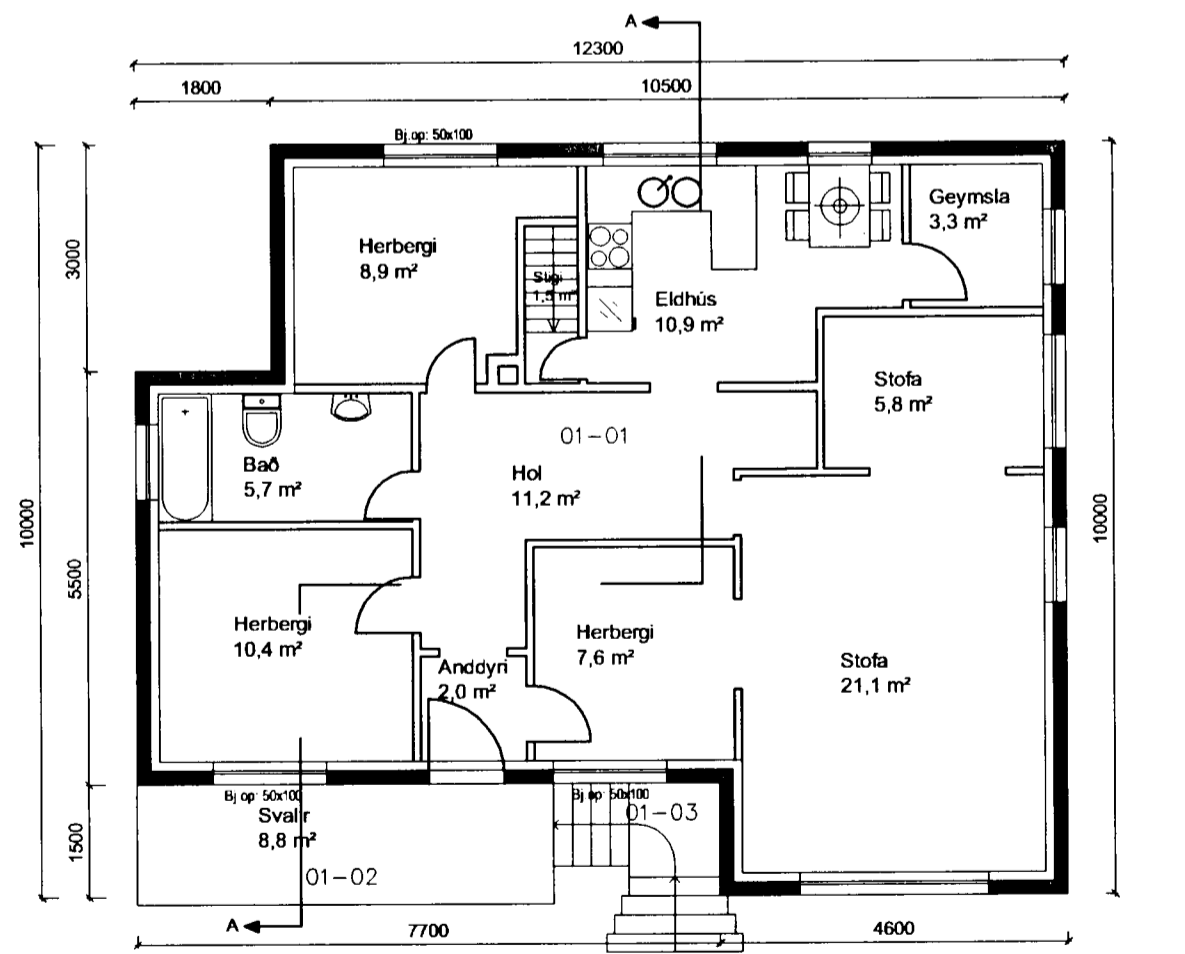 A
12300
1800
10500
Bj.op: 50x100
Geymsla
3,3 m²
Herbergi
8,9 m²
Stigi
1,5 m²
Eldhús
10,9 m²
3000
Stofa
5,8 m²
01-01
Bað
5,7 m²
Hol
11,2 m²
10000
10000
5500
Herbergi
10,4 m²
Herbergi
7,6 m²
Anddyri
2,0 m²
Stofa
21,1 m²
Bj op: 50x100
Bj op: 50x100
Svalir
8,8 m²
01-03
1500
01-02
A
7700
4600